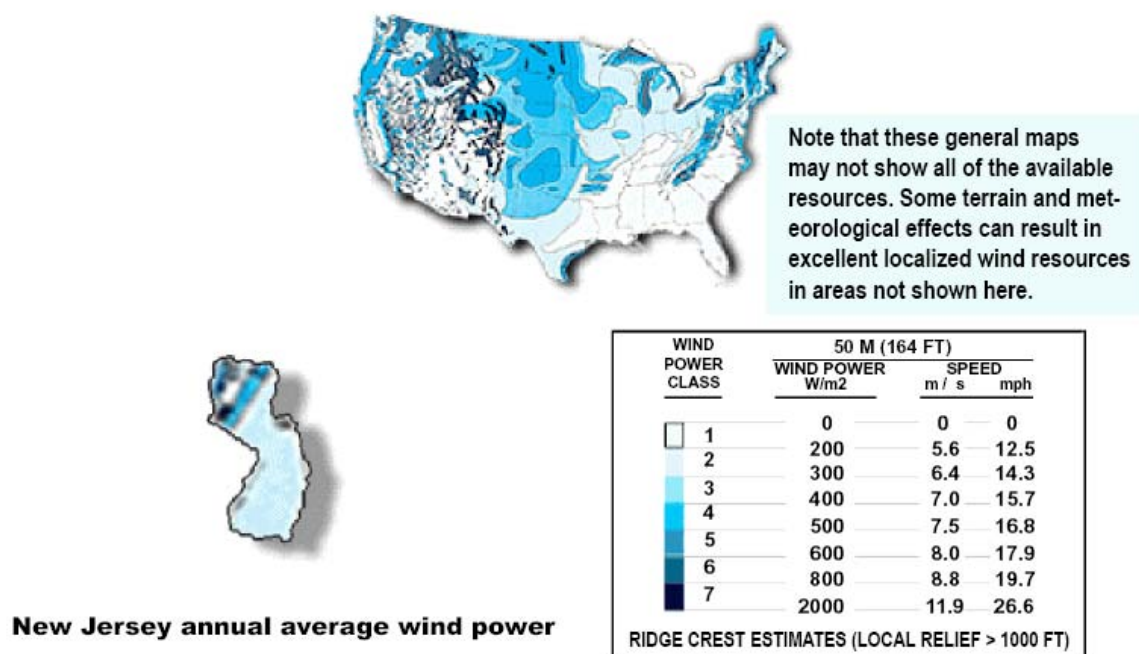 Note that these general maps
may not show all of the available
resources. Some terrain and met-
eorological effects can result in
excellent localized wind resources
in areas not shown here.
WIND POWER CLASS 50 M (164 FT)
WIND POWER W/m2 SPEED m / s mph
0 0 0
1
200 5.6 12.5
2
300 6.4 14.3
3
400 7.0 15.7
4
500 7.5 16.8
5
600 8.0 17.9
6
800 8.8 19.7
7
2000 11.9 26.6
RIDGE CREST ESTIMATES (LOCAL RELIEF > 1000 FT)
New Jersey annual average wind power